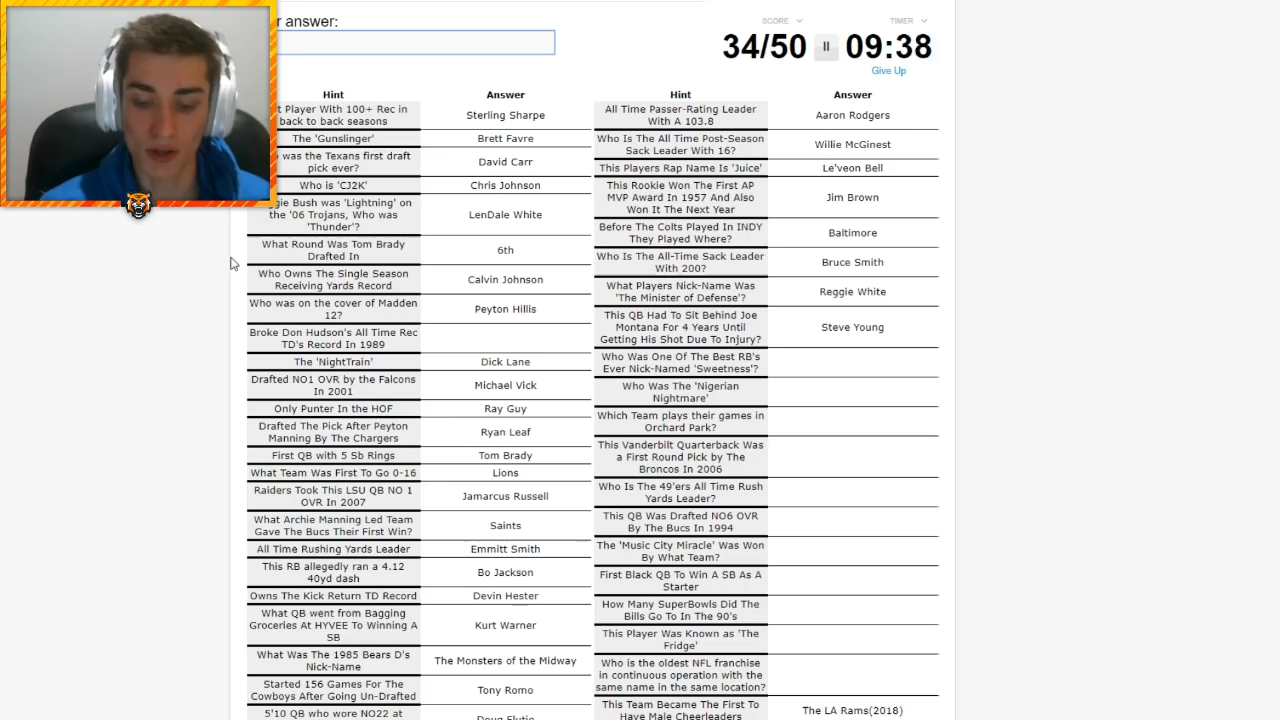 r answer:
SCORE
TIMER
34/50
09:38
Give Up
Hint
Answer
Hint
Answer
t Player With 100+ Rec in
back to back seasons
Sterling Sharpe
The 'Gunslinger'
Brett Favre
was the Texans first draft
pick ever?
David Carr
Who is 'CJ2K'
Chris Johnson
gie Bush was 'Lightning' on
the '06 Trojans, Who was
'Thunder'?
LenDale White
What Round Was Tom Brady
Drafted In
6th
Who Owns The Single Season
Receiving Yards Record
Calvin Johnson
Who was on the cover of Madden
12?
Peyton Hillis
Broke Don Hudson's All Time Rec
TD's Record In 1989
The 'NightTrain'
Dick Lane
Drafted NO1 OVR by the Falcons
In 2001
Michael Vick
Only Punter In the HOF
Ray Guy
Drafted The Pick After Peyton
Manning By The Chargers
Ryan Leaf
First QB with 5 Sb Rings
Tom Brady
What Team Was First To Go 0-16
Lions
Raiders Took This LSU QB NO 1
OVR In 2007
Jamarcus Russell
What Archie Manning Led Team
Gave The Bucs Their First Win?
Saints
All Time Rushing Yards Leader
Emmitt Smith
This RB allegedly ran a 4.12
40yd dash
Bo Jackson
Owns The Kick Return TD Record
Devin Hester
What QB went from Bagging
Groceries At HYVEE To Winning A
SB
Kurt Warner
What Was The 1985 Bears D's
Nick-Name
The Monsters of the Midway
Started 156 Games For The
Cowboys After Going Un-Drafted
Tony Romo
5'10 QB who wore NO22 at
Doug Flutie
All Time Passer-Rating Leader
With A 103.8
Aaron Rodgers
Who Is The All Time Post-Season
Sack Leader With 16?
Willie McGinest
This Players Rap Name Is 'Juice'
Le'veon Bell
This Rookie Won The First AP
MVP Award In 1957 And Also
Won It The Next Year
Jim Brown
Before The Colts Played In INDY
They Played Where?
Baltimore
Who Is The All-Time Sack Leader
With 200?
Bruce Smith
What Players Nick-Name Was
'The Minister of Defense'?
Reggie White
This QB Had To Sit Behind Joe
Montana For 4 Years Until
Getting His Shot Due To Injury?
Steve Young
Who Was One Of The Best RB's
Ever Nick-Named 'Sweetness'?
Who Was The 'Nigerian
Nightmare'
Which Team plays their games in
Orchard Park?
This Vanderbilt Quarterback Was
a First Round Pick by The
Broncos In 2006
Who Is The 49'ers All Time Rush
Yards Leader?
This QB Was Drafted NO6 OVR
By The Bucs In 1994
The 'Music City Miracle' Was Won
By What Team?
First Black QB To Win A SB As A
Starter
How Many SuperBowls Did The
Bills Go To In The 90's
This Player Was Known as 'The
Fridge'
Who is the oldest NFL franchise
in continuous operation with the
same name in the same location?
This Team Became The First To
Have Male Cheerleaders
The LA Rams(2018)